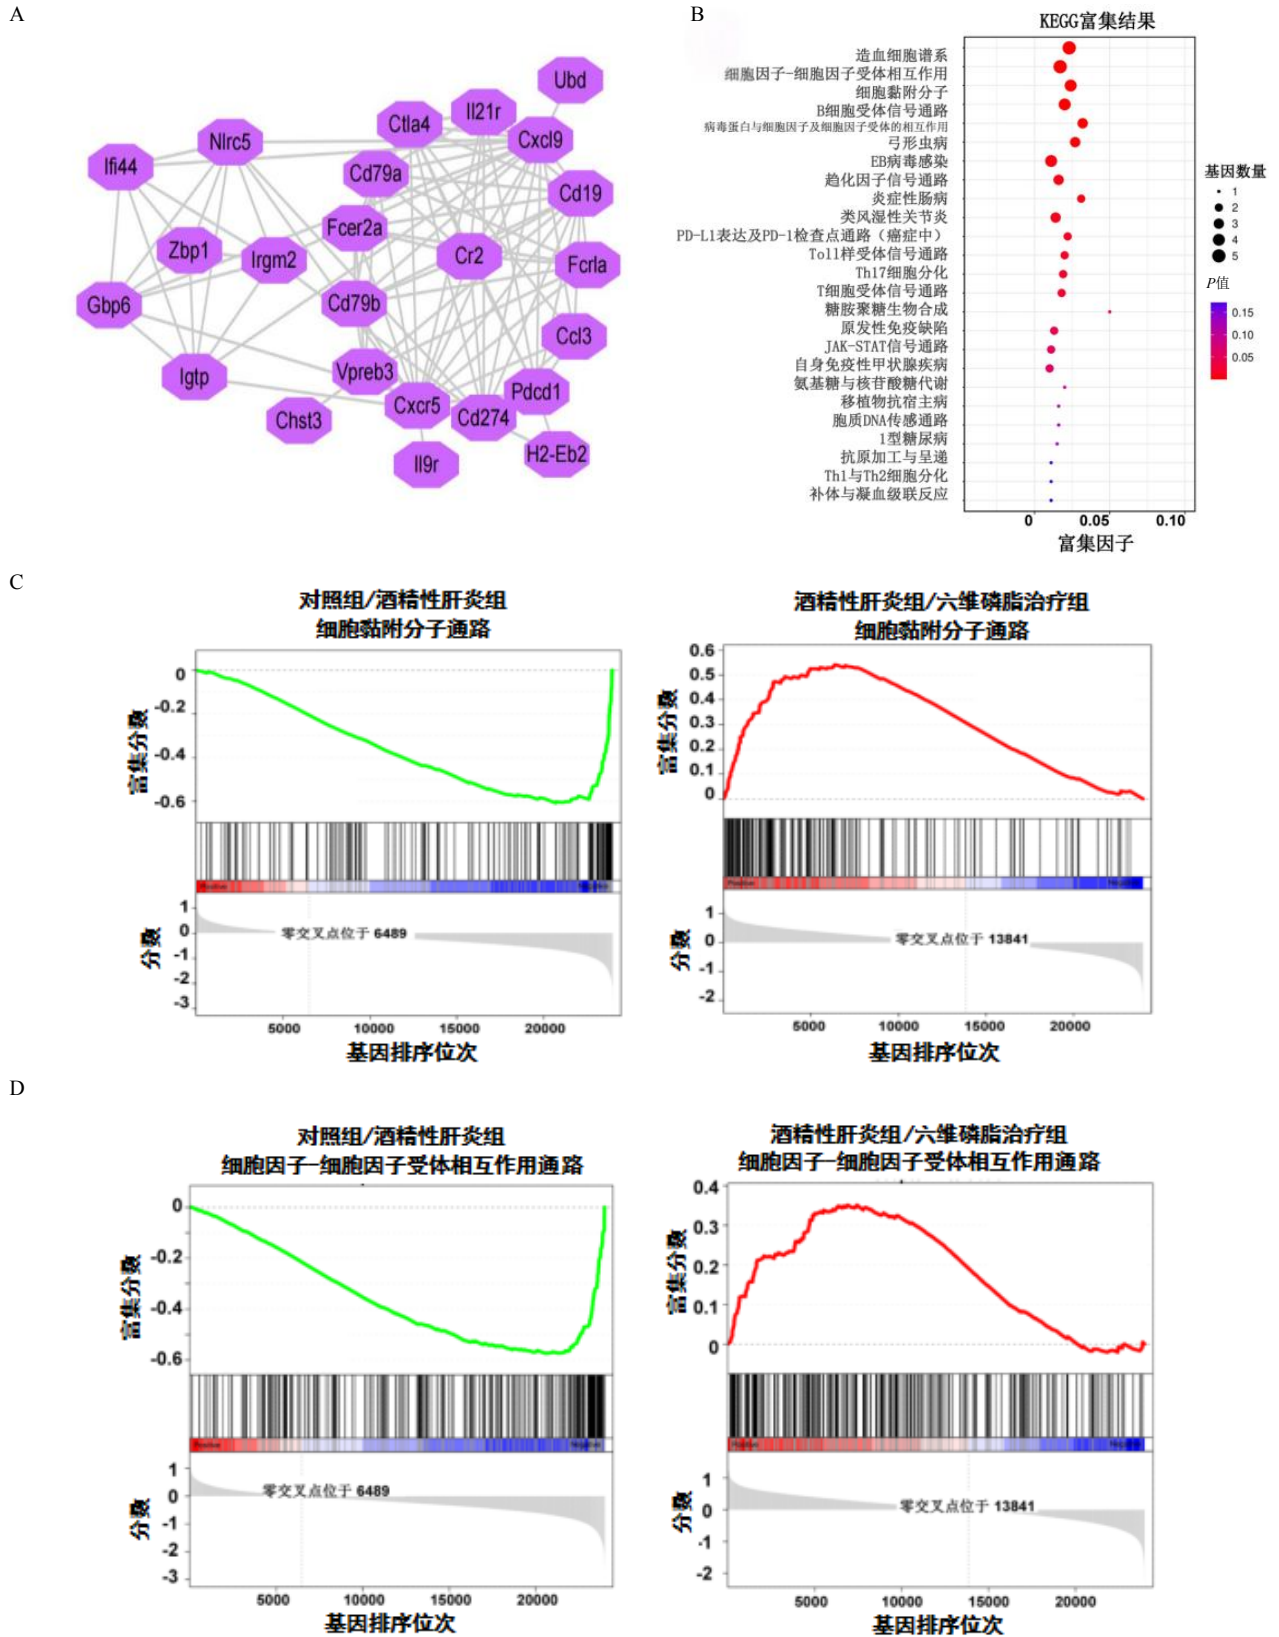 A
Ubd
Il21r
Ctla4
Nlrc5
Cxcl9
Ifi44
Cd79a
Cd19
Fcer2a
Zbp1
Irgm2
Cr2
Fcrla
Gbp6
Cd79b
Ccl3
Igtp
Vpreb3
Pdcd1
Cxcr5
Cd274
Chst3
H2-Eb2
Il9r
B
KEGG富集结果
造血细胞谱系
细胞因子-细胞因子受体相互作用
细胞黏附分子
B细胞受体信号通路
病毒蛋白与细胞因子及细胞因子受体的相互作用
弓形虫病
EB病毒感染
趋化因子信号通路
炎症性肠病
类风湿性关节炎
PD-L1表达及PD-1检查点通路（癌症中）
Toll样受体信号通路
Th17细胞分化
T细胞受体信号通路
糖胺聚糖生物合成
原发性免疫缺陷
JAK-STAT信号通路
自身免疫性甲状腺疾病
氨基糖与核苷酸糖代谢
移植物抗宿主病
胞质DNA传感通路
1型糖尿病
抗原加工与呈递
Th1与Th2细胞分化
补体与凝血级联反应
0 0.05 0.10
富集因子
基因数量
1
2
3
4
5
P值
0.15
0.10
0.05
C
对照组/酒精性肝炎组
细胞黏附分子通路
富集分数
0
-0.2
-0.4
-0.6
Positive
Negative
零交叉点位于 6489
分数
1
0
-1
-2
-3
5000 10000 15000 20000
基因排序位次
酒精性肝炎组/六维磷脂治疗组
细胞黏附分子通路
富集分数
0.6
0.5
0.4
0.3
0.2
0.1
0
Positive
Negative
零交叉点位于 13841
分数
1
0
-1
-2
5000 10000 15000 20000
基因排序位次
D
对照组/酒精性肝炎组
细胞因子-细胞因子受体相互作用通路
富集分数
0
-0.2
-0.4
-0.6
Positive
Negative
零交叉点位于 6489
分数
1
0
-1
-2
-3
5000 10000 15000 20000
基因排序位次
酒精性肝炎组/六维磷脂治疗组
细胞因子-细胞因子受体相互作用通路
富集分数
0.4
0.3
0.2
0.1
0
Positive
Negative
零交叉点位于 13841
分数
1
0
-1
-2
5000 10000 15000 20000
基因排序位次